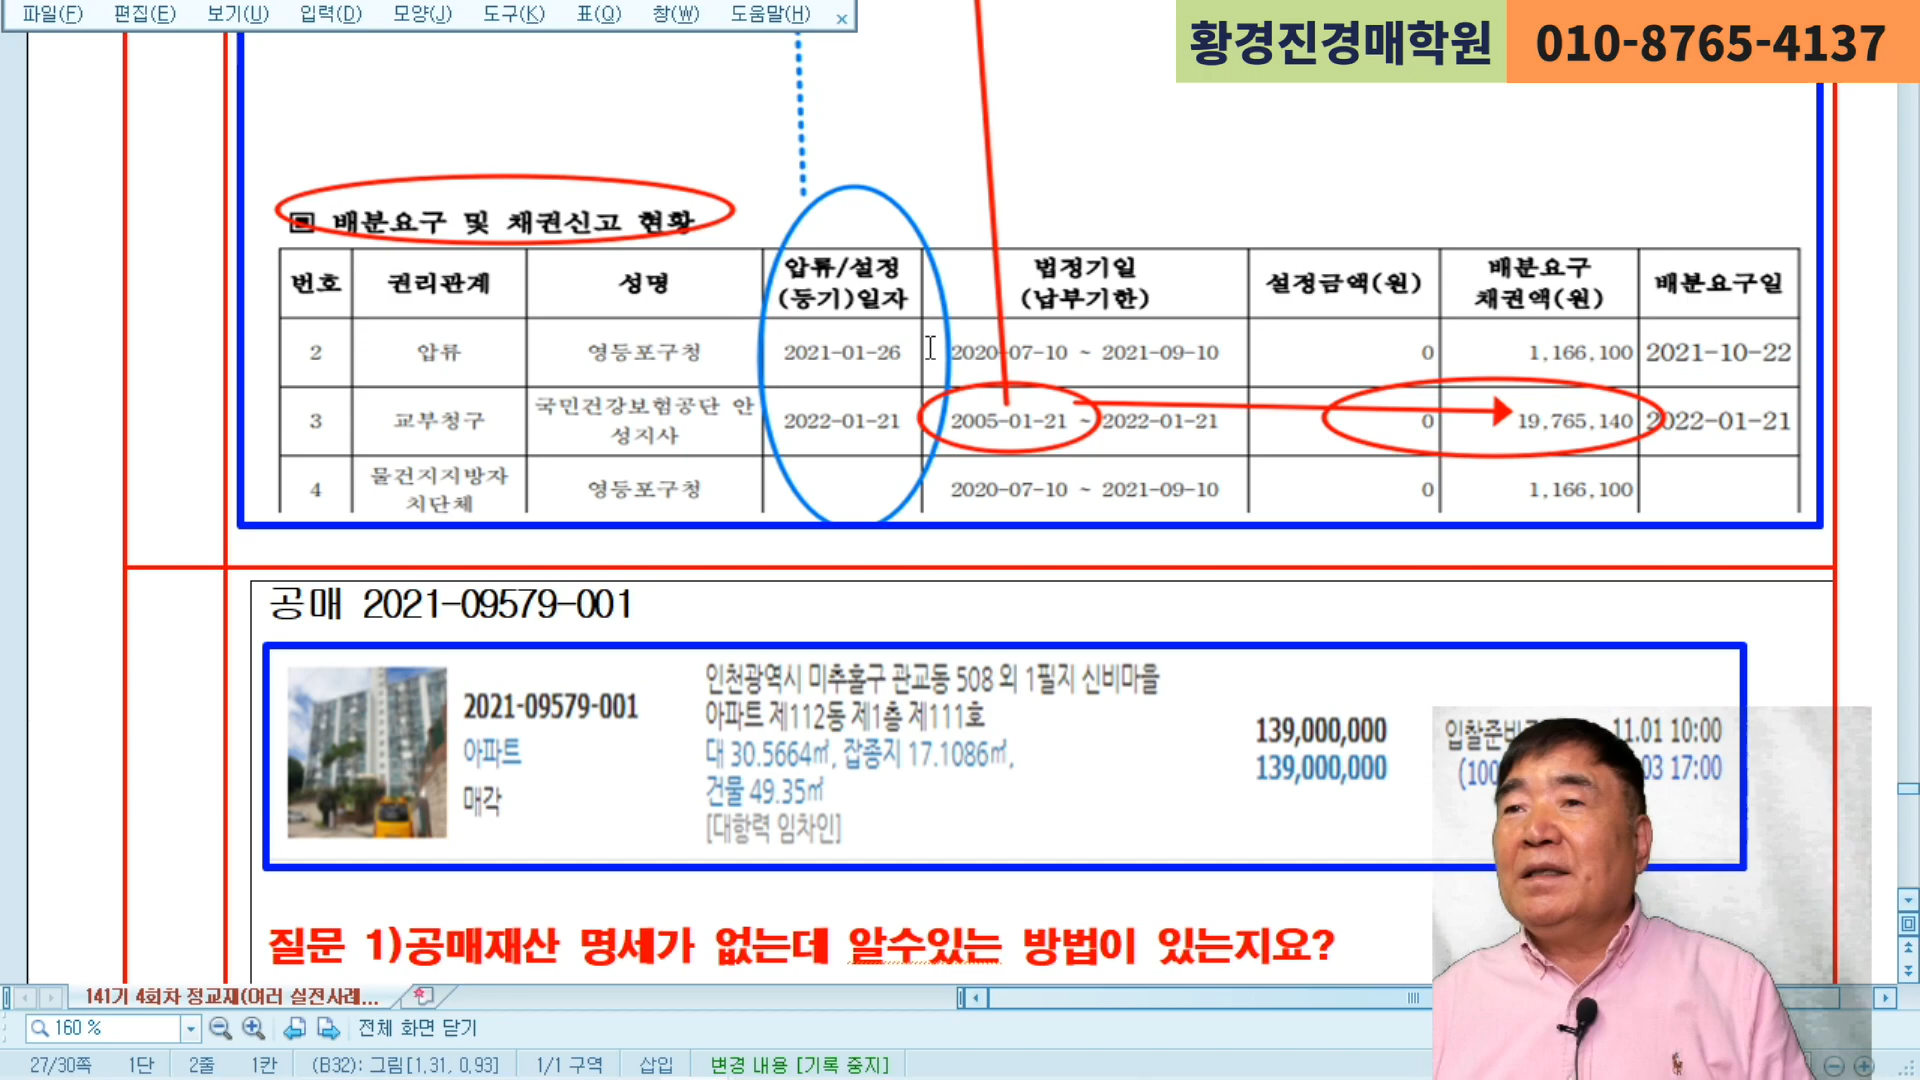 파일(F) 편집(E) 보기(U) 입력(D) 모양(J) 도구(K) 표(Q) 창(W) 도움말(H) x
황경진경매학원 010-8765-4137
▣ 배분요구 및 채권신고 현황
번호 권리관계 성명 압류/설정 (등기)일자 법정기일 (납부기한) 설정금액(원) 배분요구 채권액(원) 배분요구일
2 압류 영등포구청 2021-01-26 2020-07-10 ~ 2021-09-10 0 1,166,100 2021-10-22
3 교부청구 국민건강보험공단 안성지사 2022-01-21 2005-01-21 ~ 2022-01-21 0 19,765,140 2022-01-21
4 물건지지방자치단체 영등포구청 2020-07-10 ~ 2021-09-10 0 1,166,100
공매 2021-09579-001
2021-09579-001
아파트
매각
인천광역시 미추홀구 관교동 508 외 1필지 신비마을
아파트 제112동 제1층 제111호
대 30.5664㎡, 잡종지 17.1086㎡,
건물 49.35㎡
[대항력 임차인]
139,000,000
139,000,000
입찰준비 11.01 10:00
(100 03 17:00
질문 1)공매재산 명세가 없는데 알수있는 방법이 있는지요?
141기 4회차 정교재(여러 실전사례...
160 % 전체 화면 닫기
27/30쪽 1단 2줄 1칸 (B32): 그림[1,31, 0,93] 1/1 구역 삽입 변경 내용 [기록 중지]